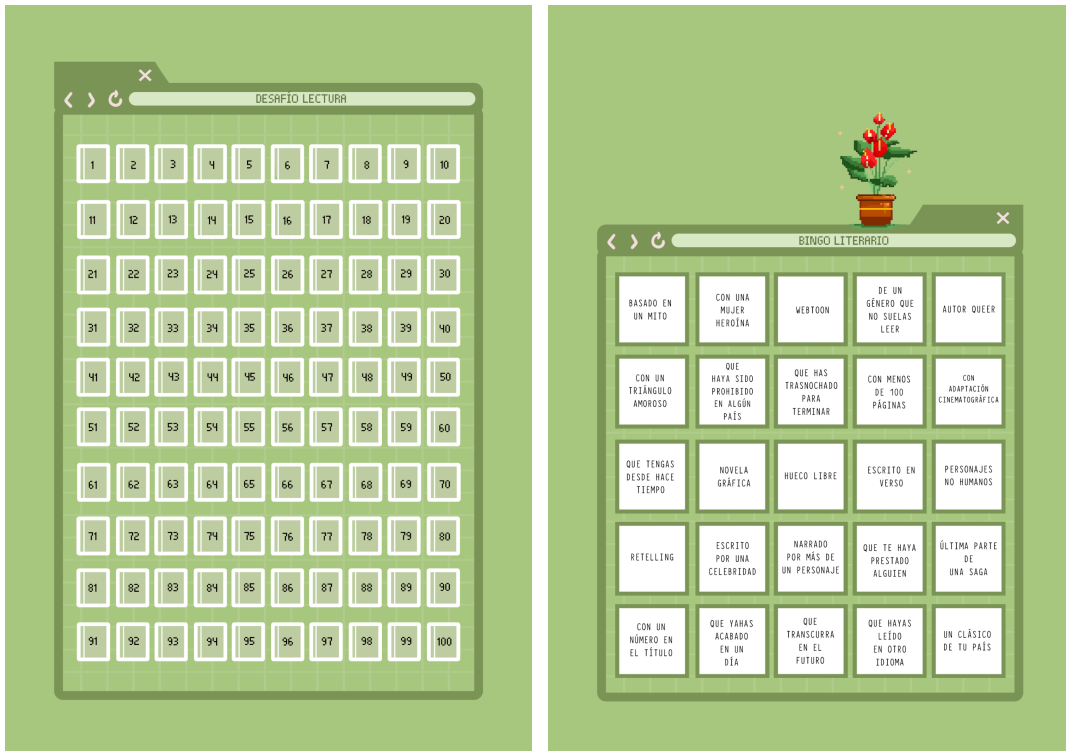 DESAFÍO LECTURA
1 2 3 4 5 6 7 8 9 10
11 12 13 14 15 16 17 18 19 20
21 22 23 24 25 26 27 28 29 30
31 32 33 34 35 36 37 38 39 40
41 42 43 44 45 46 47 48 49 50
51 52 53 54 55 56 57 58 59 60
61 62 63 64 65 66 67 68 69 70
71 72 73 74 75 76 77 78 79 80
81 82 83 84 85 86 87 88 89 90
91 92 93 94 95 96 97 98 99 100
BINGO LITERARIO
BASADO EN
UN MITO
CON UNA
MUJER
HEROÍNA
WEBTOON
DE UN
GÉNERO QUE
NO SUELAS
LEER
AUTOR QUEER
CON UN
TRIÁNGULO
AMOROSO
QUE
HAYA SIDO
PROHIBIDO
EN ALGÚN
PAÍS
QUE HAS
TRASNOCHADO
PARA
TERMINAR
CON MENOS
DE 100
PÁGINAS
CON
ADAPTACIÓN
CINEMATOGRÁFICA
QUE TENGAS
DESDE HACE
TIEMPO
NOVELA
GRÁFICA
HUECO LIBRE
ESCRITO EN
VERSO
PERSONAJES
NO HUMANOS
RETELLING
ESCRITO
POR UNA
CELEBRIDAD
NARRADO
POR MÁS DE
UN PERSONAJE
QUE TE HAYA
PRESTADO
ALGUIEN
ÚLTIMA PARTE
DE
UNA SAGA
CON UN
NÚMERO EN
EL TÍTULO
QUE YAHAS
ACABADO
EN UN
DÍA
QUE
TRANSCURRA
EN EL
FUTURO
QUE HAYAS
LEÍDO
EN OTRO
IDIOMA
UN CLÁSICO
DE TU PAÍS